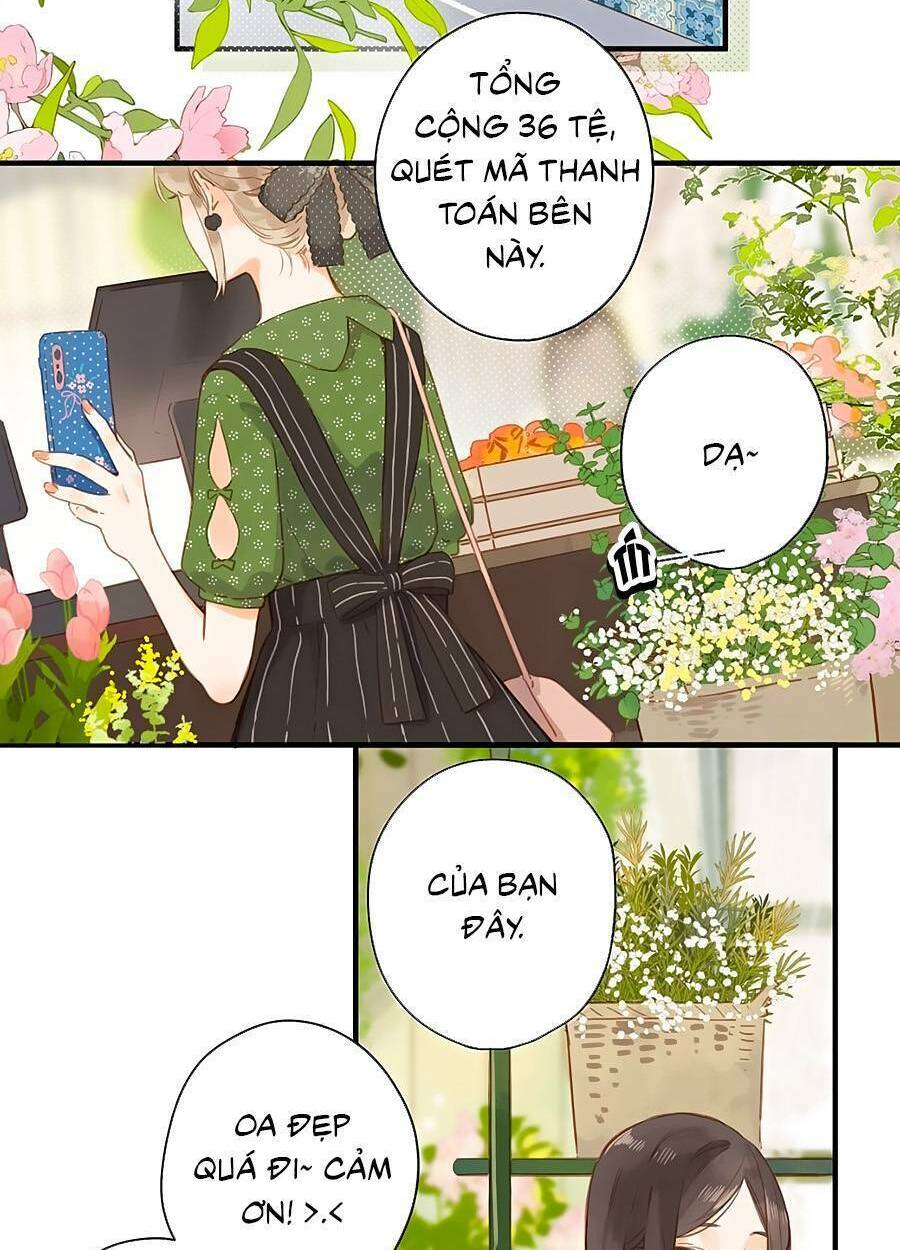 TỔNG
CỘNG 36 TỆ,
QUÉT MÃ THANH
TOÁN BÊN
NÀY.
DẠ~
TÍT
CỦA BẠN
ĐÂY.
OA ĐẸP
QUÁ ĐI~ CẢM
ƠN! >.<